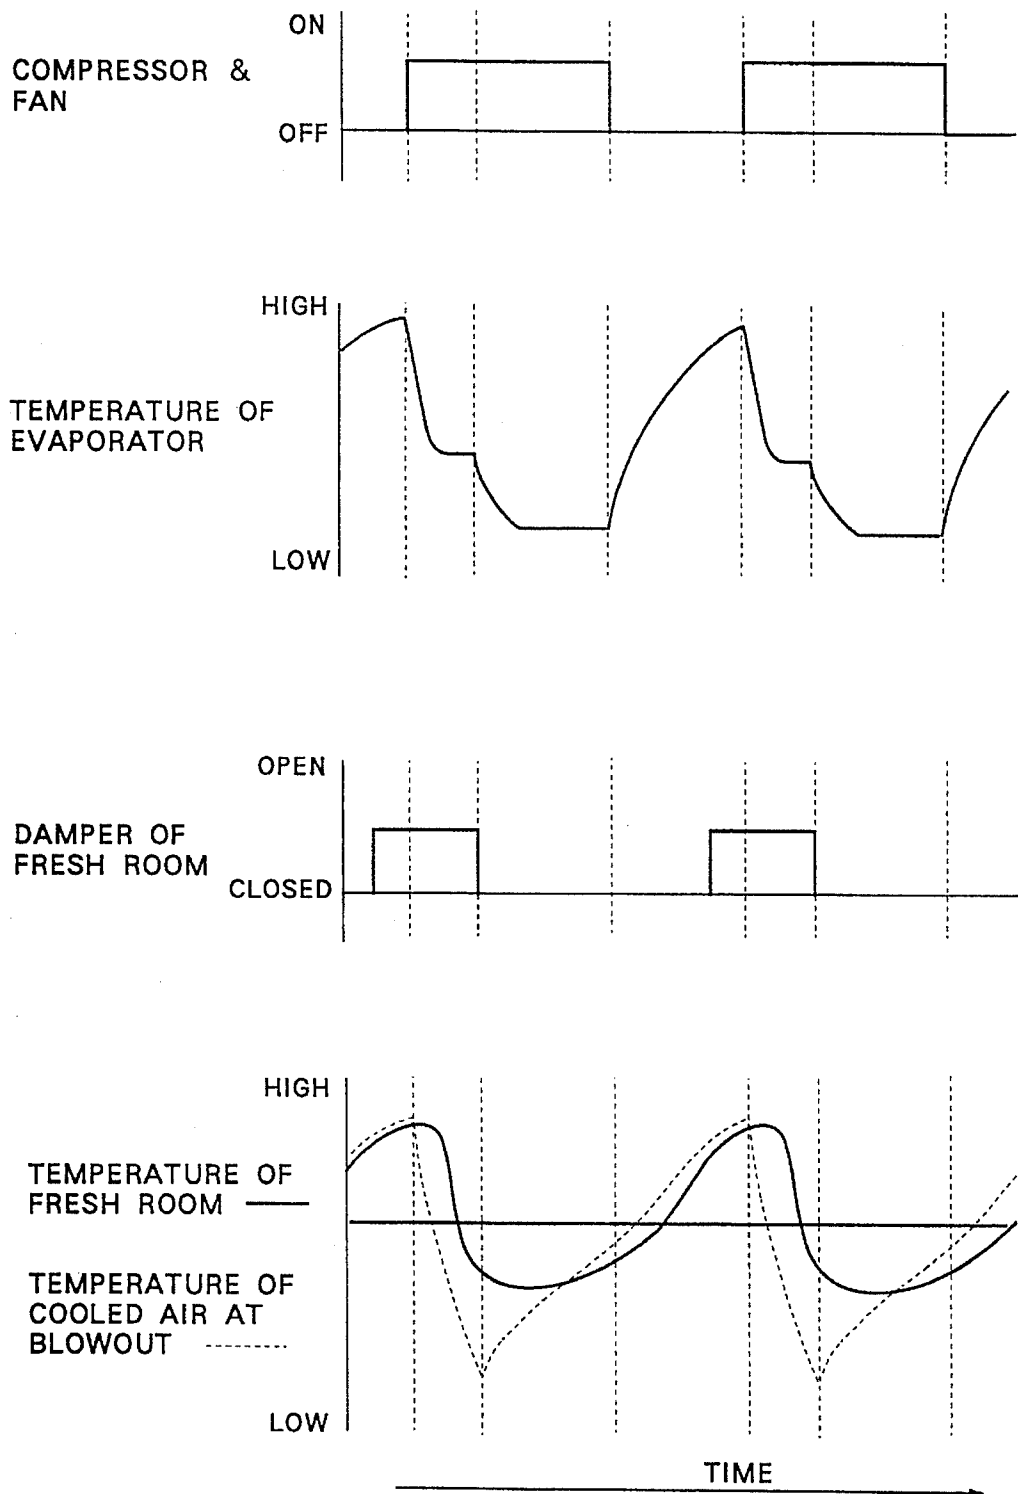 ON
COMPRESSOR &
FAN
OFF
HIGH
TEMPERATURE OF
EVAPORATOR
LOW
OPEN
DAMPER OF
FRESH ROOM
CLOSED
HIGH
TEMPERATURE OF
FRESH ROOM
TEMPERATURE OF
COOLED AIR AT
BLOWOUT
LOW
TIME